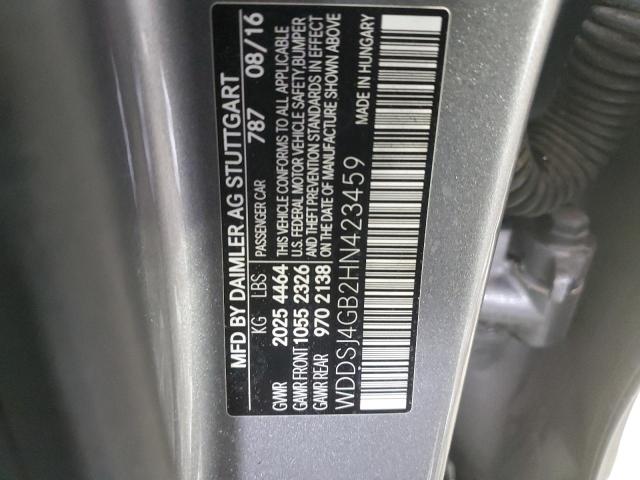 MFD BY DAIMLER AG STUTTGART
KG LBS PASSENGER CAR 787 08/16
GVWR 2025 4464 THIS VEHICLE CONFORMS TO ALL APPLICABLE
GAWR FRONT 1055 2326 U.S. FEDERAL MOTOR VEHICLE SAFETY, BUMPER
GAWR REAR 970 2138 AND THEFT PREVENTION STANDARDS IN EFFECT
ON THE DATE OF MANUFACTURE SHOWN ABOVE
WDDSJ4GB2HN423459 MADE IN HUNGARY